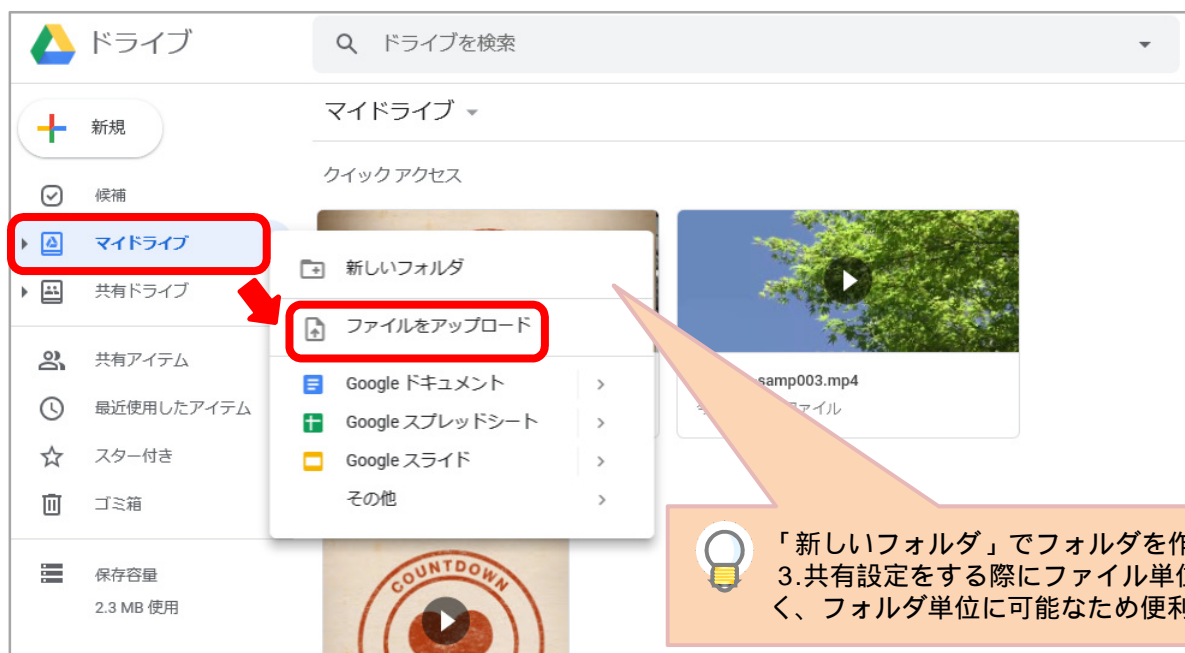 ドライブ
ドライブを検索
新規
マイドライブ
クイック アクセス
候補
マイドライブ
共有ドライブ
共有アイテム
最近使用したアイテム
スター付き
ゴミ箱
保存容量
2.3 MB 使用
新しいフォルダ
ファイルをアップロード
Google ドキュメント
Google スプレッドシート
Google スライド
その他
samp003.mp4
ファイル
COUNTDOWN
「新しいフォルダ」でフォルダを作
3.共有設定をする際にファイル単位
く、フォルダ単位に可能なため便利